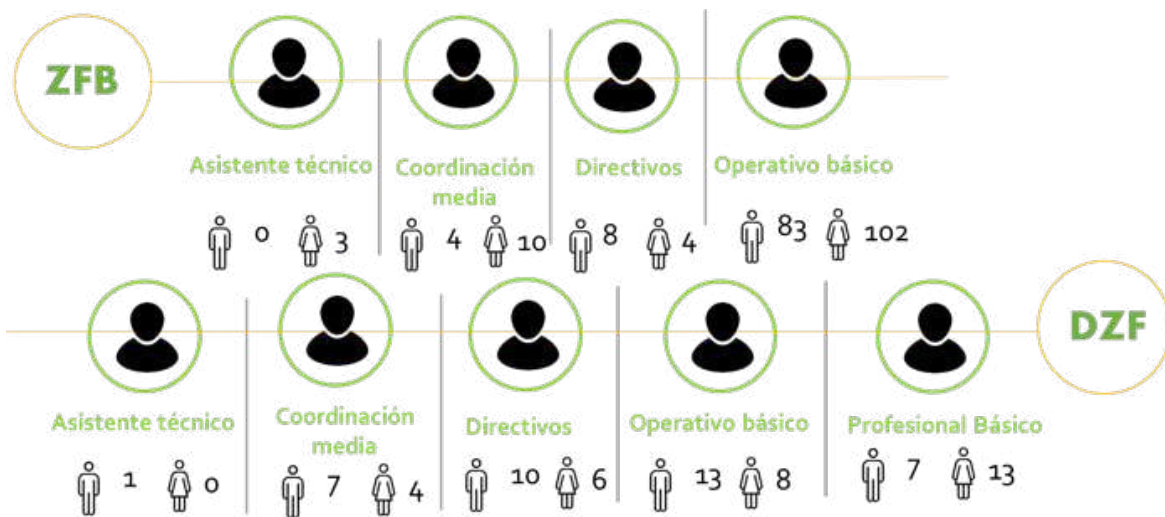 ZFB
Asistente técnico
Coordinación
media
Directivos
Operativo básico
0 3
4 10
8 4
83 102
DZF
Asistente técnico
Coordinación
media
Directivos
Operativo básico
Profesional Básico
1 0
7 4
10 6
13 8
7 13